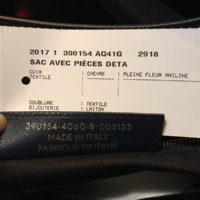 2017 1 390154 AQ41G 2918
SAC AVEC PIÈCES DETA
CUIR : CHEVRE : PLEINE FLEUR ANILINE
TEXTILE
DOUBLURE : TEXTILE
BIJOUTERIE : LAITON
390154-4060-B-002123
MADE IN ITALY
FABRIQUÉ EN ITALIE